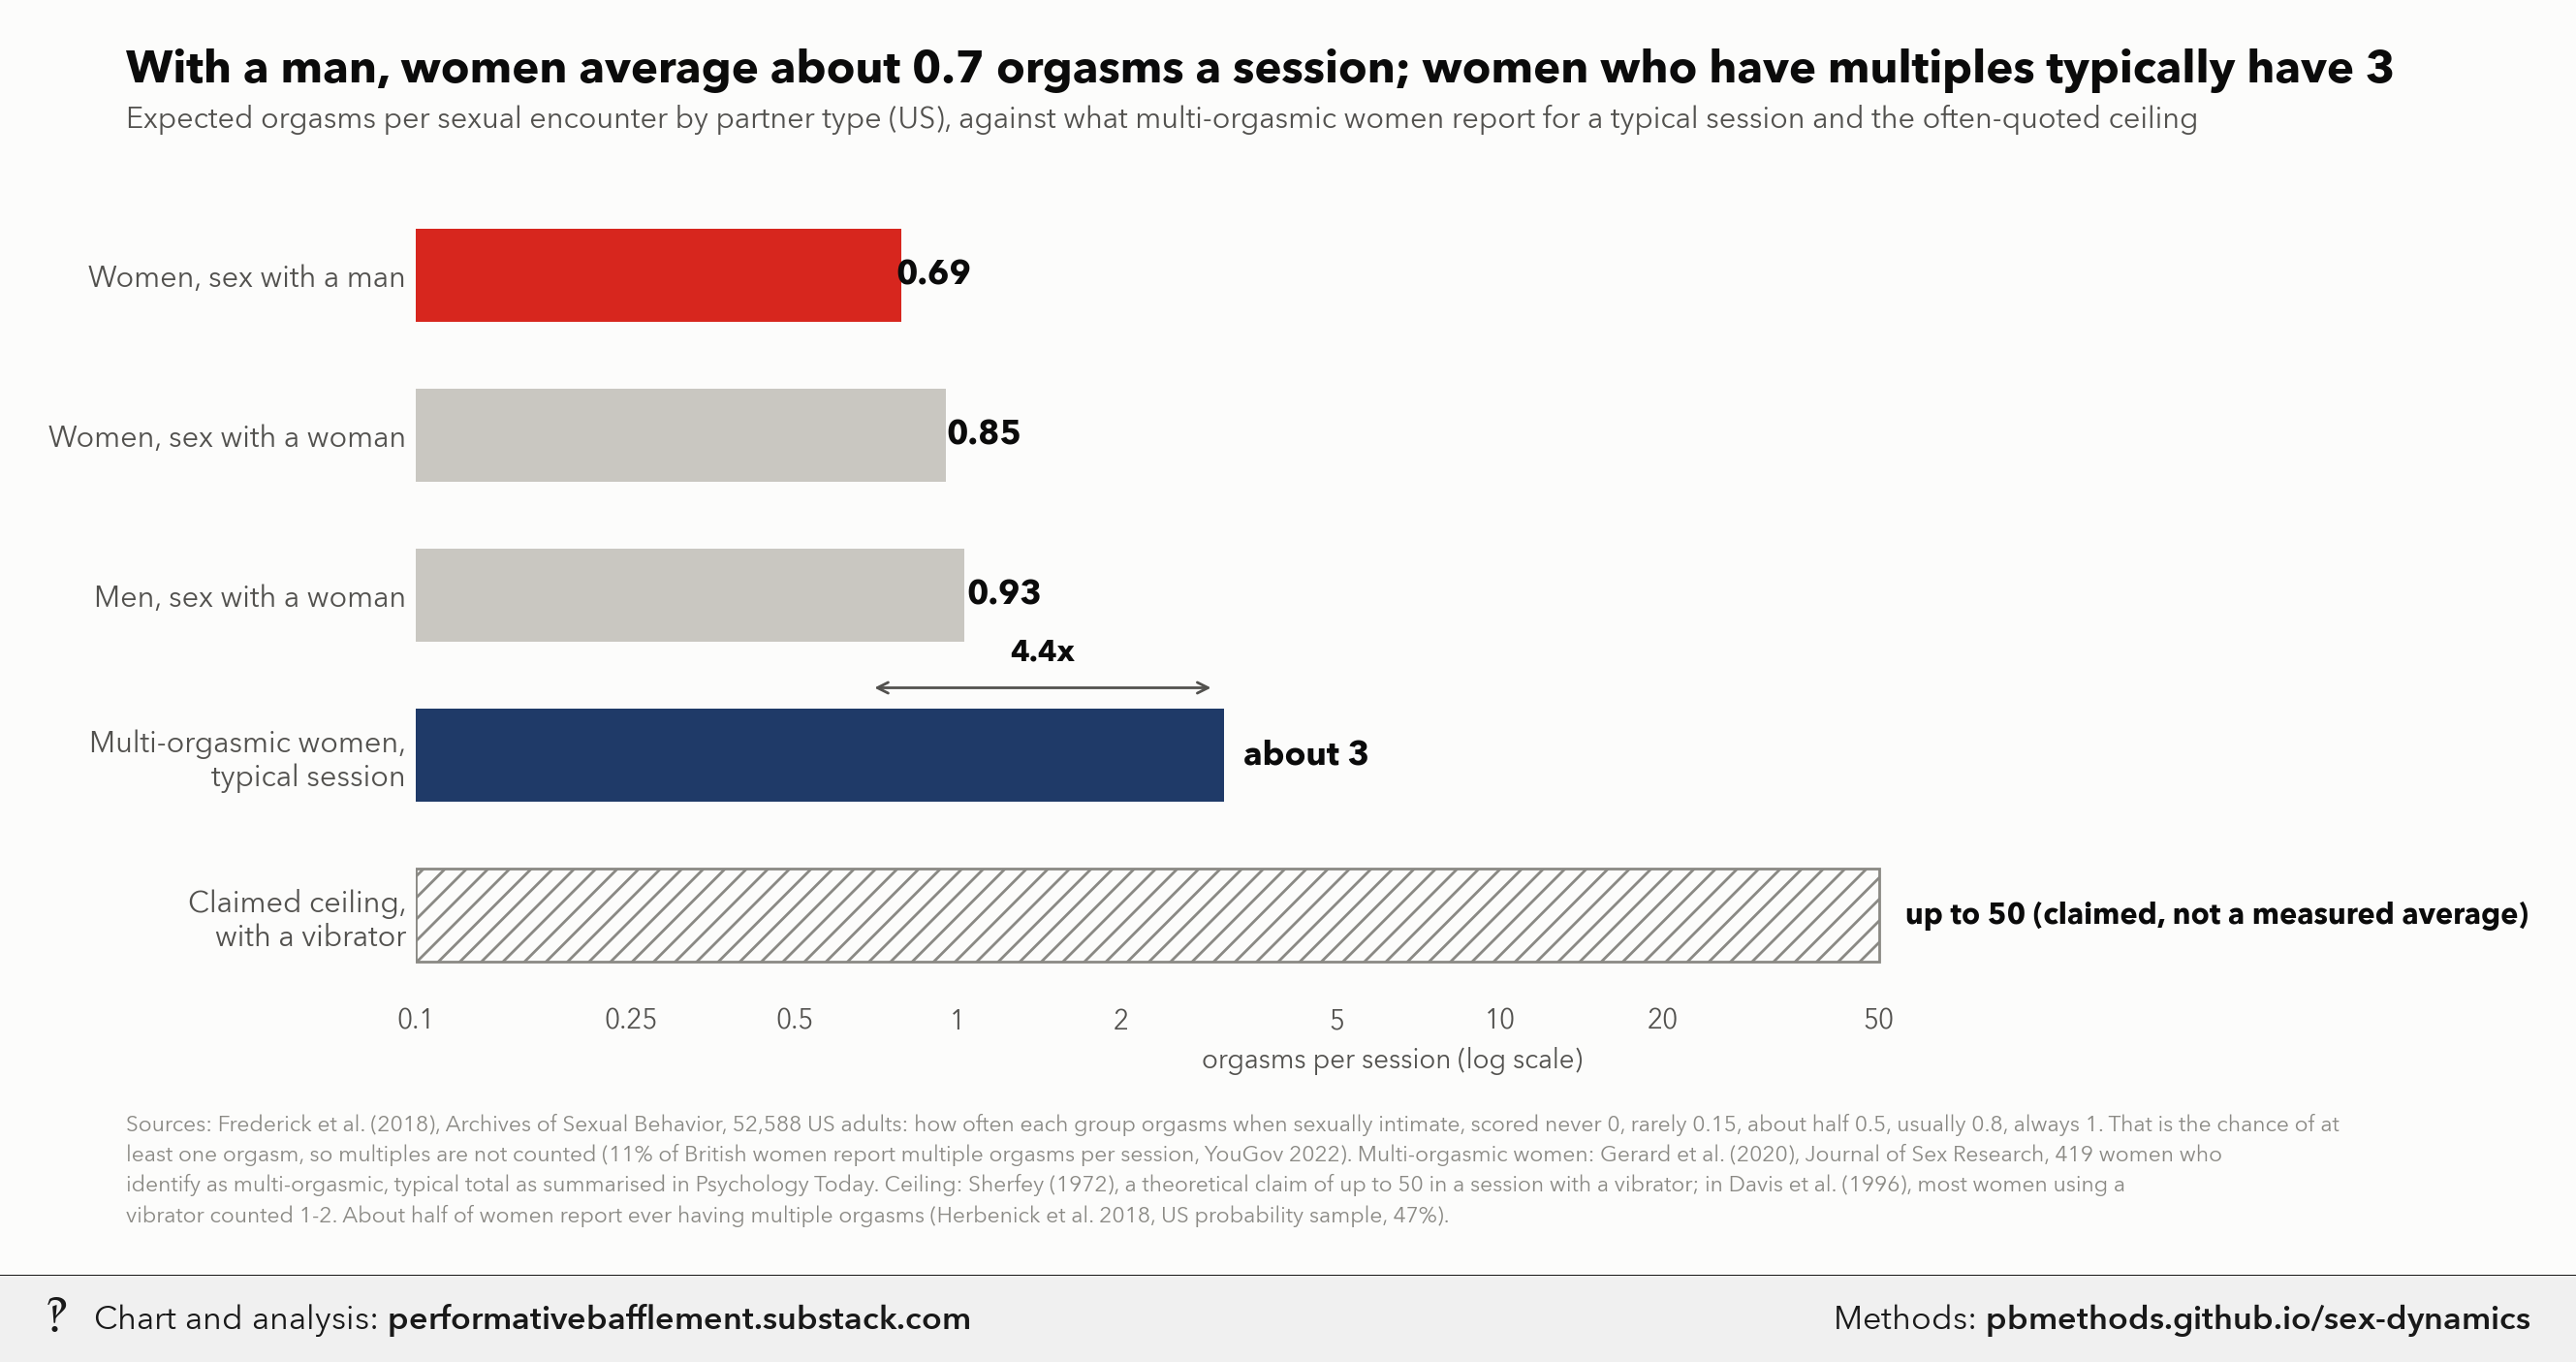 With a man, women average about 0.7 orgasms a session; women who have multiples typically have 3
Expected orgasms per sexual encounter by partner type (US), against what multi-orgasmic women report for a typical session and the often-quoted ceiling
Women, sex with a man
0.69
Women, sex with a woman
0.85
Men, sex with a woman
0.93
4.4x
Multi-orgasmic women,
typical session
about 3
Claimed ceiling,
with a vibrator
up to 50 (claimed, not a measured average)
0.1 0.25 0.5 1 2 5 10 20 50
orgasms per session (log scale)
Sources: Frederick et al. (2018), Archives of Sexual Behavior, 52,588 US adults: how often each group orgasms when sexually intimate, scored never 0, rarely 0.15, about half 0.5, usually 0.8, always 1. That is the chance of at
least one orgasm, so multiples are not counted (11% of British women report multiple orgasms per session, YouGov 2022). Multi-orgasmic women: Gerard et al. (2020), Journal of Sex Research, 419 women who
identify as multi-orgasmic, typical total as summarised in Psychology Today. Ceiling: Sherfey (1972), a theoretical claim of up to 50 in a session with a vibrator; in Davis et al. (1996), most women using a
vibrator counted 1-2. About half of women report ever having multiple orgasms (Herbenick et al. 2018, US probability sample, 47%).
‽ Chart and analysis: performativebafflement.substack.com
Methods: pbmethods.github.io/sex-dynamics